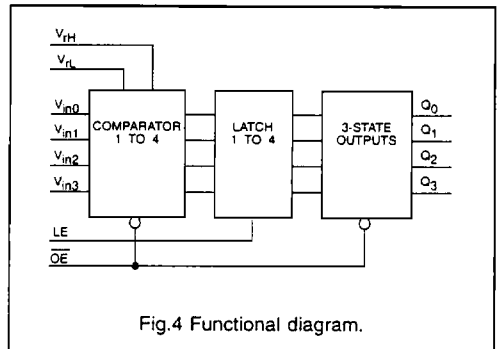 VrH
VrL
Vin0
Vin1
Vin2
Vin3
COMPARATOR
1 TO 4
LATCH
1 TO 4
3-STATE
OUTPUTS
Q0
Q1
Q2
Q3
LE
OE
Fig.4 Functional diagram.